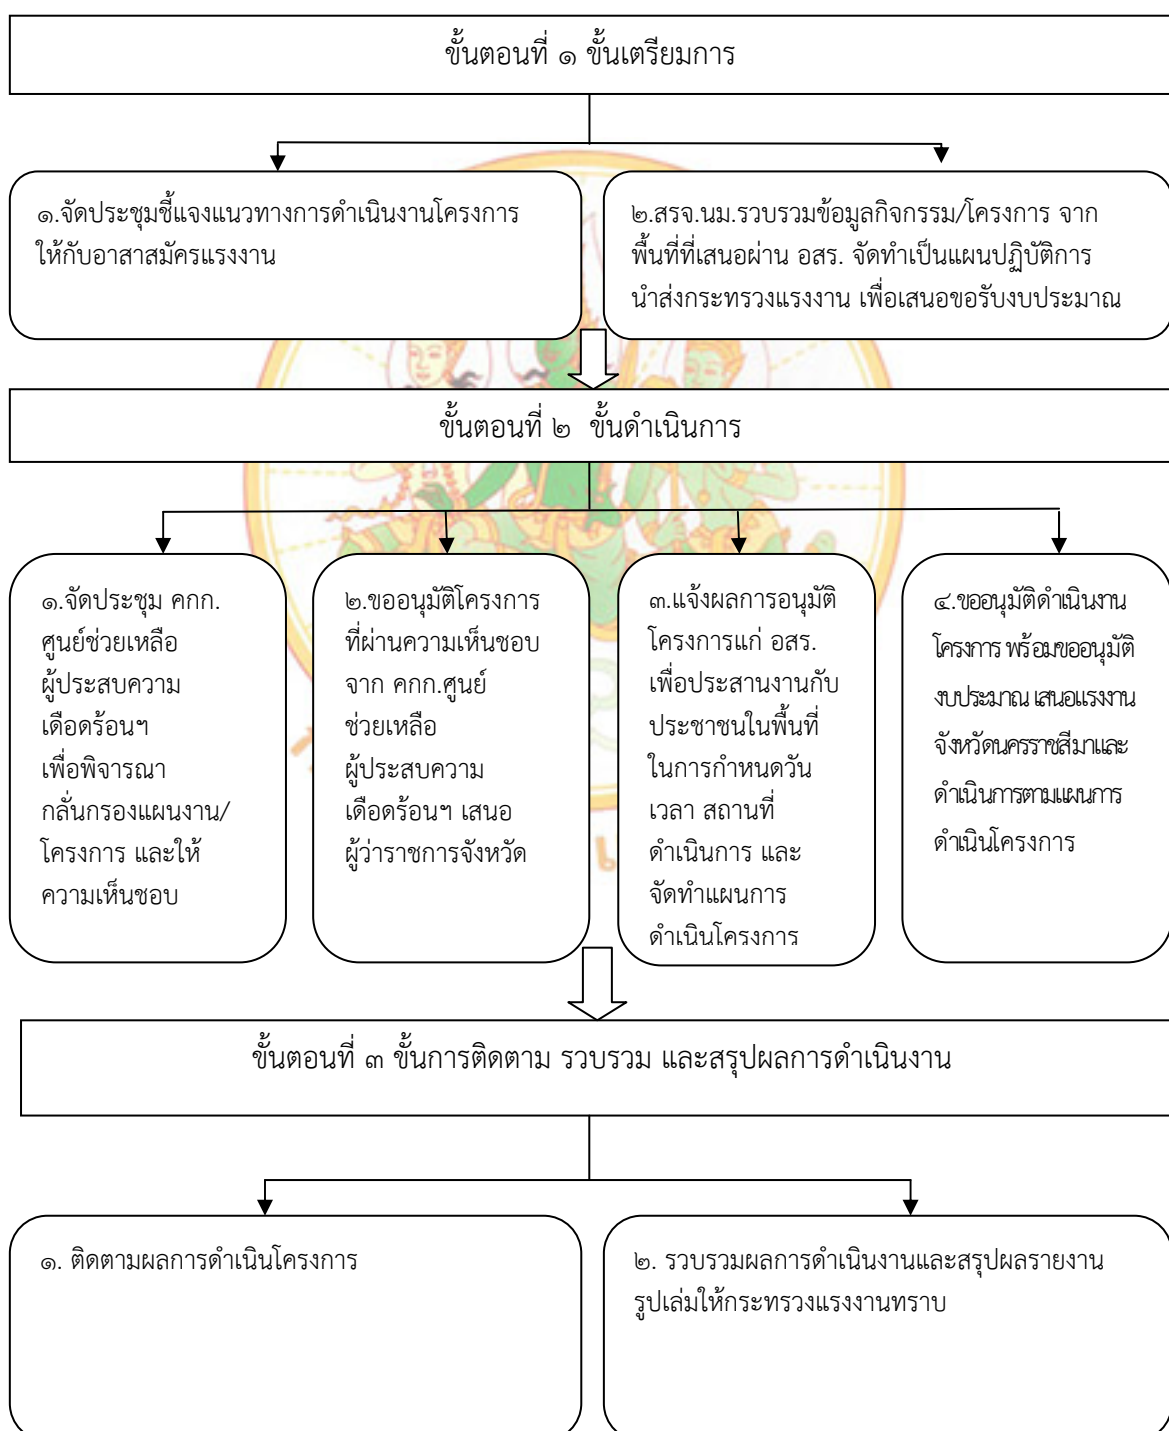 ขั้นตอนที่ ๑ ขั้นเตรียมการ
๑.จัดประชุมชี้แจงแนวทางการดำเนินงานโครงการ
ให้กับอาสาสมัครแรงงาน
๒.สรจ.นม.รวบรวมข้อมูลกิจกรรม/โครงการ จาก
พื้นที่ที่เสนอผ่าน อสร. จัดทำเป็นแผนปฏิบัติการ
นำส่งกระทรวงแรงงาน เพื่อเสนอขอรับงบประมาณ
ขั้นตอนที่ ๒ ขั้นดำเนินการ
๑.จัดประชุม คกก.
ศูนย์ช่วยเหลือ
ผู้ประสบความ
เดือดร้อนฯ
เพื่อพิจารณา
กลั่นกรองแผนงาน/
โครงการ และให้
ความเห็นชอบ
๒.ขออนุมัติโครงการ
ที่ผ่านความเห็นชอบ
จาก คกก.ศูนย์
ช่วยเหลือ
ผู้ประสบความ
เดือดร้อนฯ เสนอ
ผู้ว่าราชการจังหวัด
๓.แจ้งผลการอนุมัติ
โครงการแก่ อสร.
เพื่อประสานงานกับ
ประชาชนในพื้นที่
ในการกำหนดวัน
เวลา สถานที่
ดำเนินการ และ
จัดทำแผนการ
ดำเนินโครงการ
๔.ขออนุมัติดำเนินงาน
โครงการ พร้อมขออนุมัติ
งบประมาณ เสนอแรงงาน
จังหวัดนครราชสีมาและ
ดำเนินการตามแผนการ
ดำเนินโครงการ
ขั้นตอนที่ ๓ ขั้นการติดตาม รวบรวม และสรุปผลการดำเนินงาน
๑. ติดตามผลการดำเนินโครงการ
๒. รวบรวมผลการดำเนินงานและสรุปผลรายงาน
รูปเล่มให้กระทรวงแรงงานทราบ